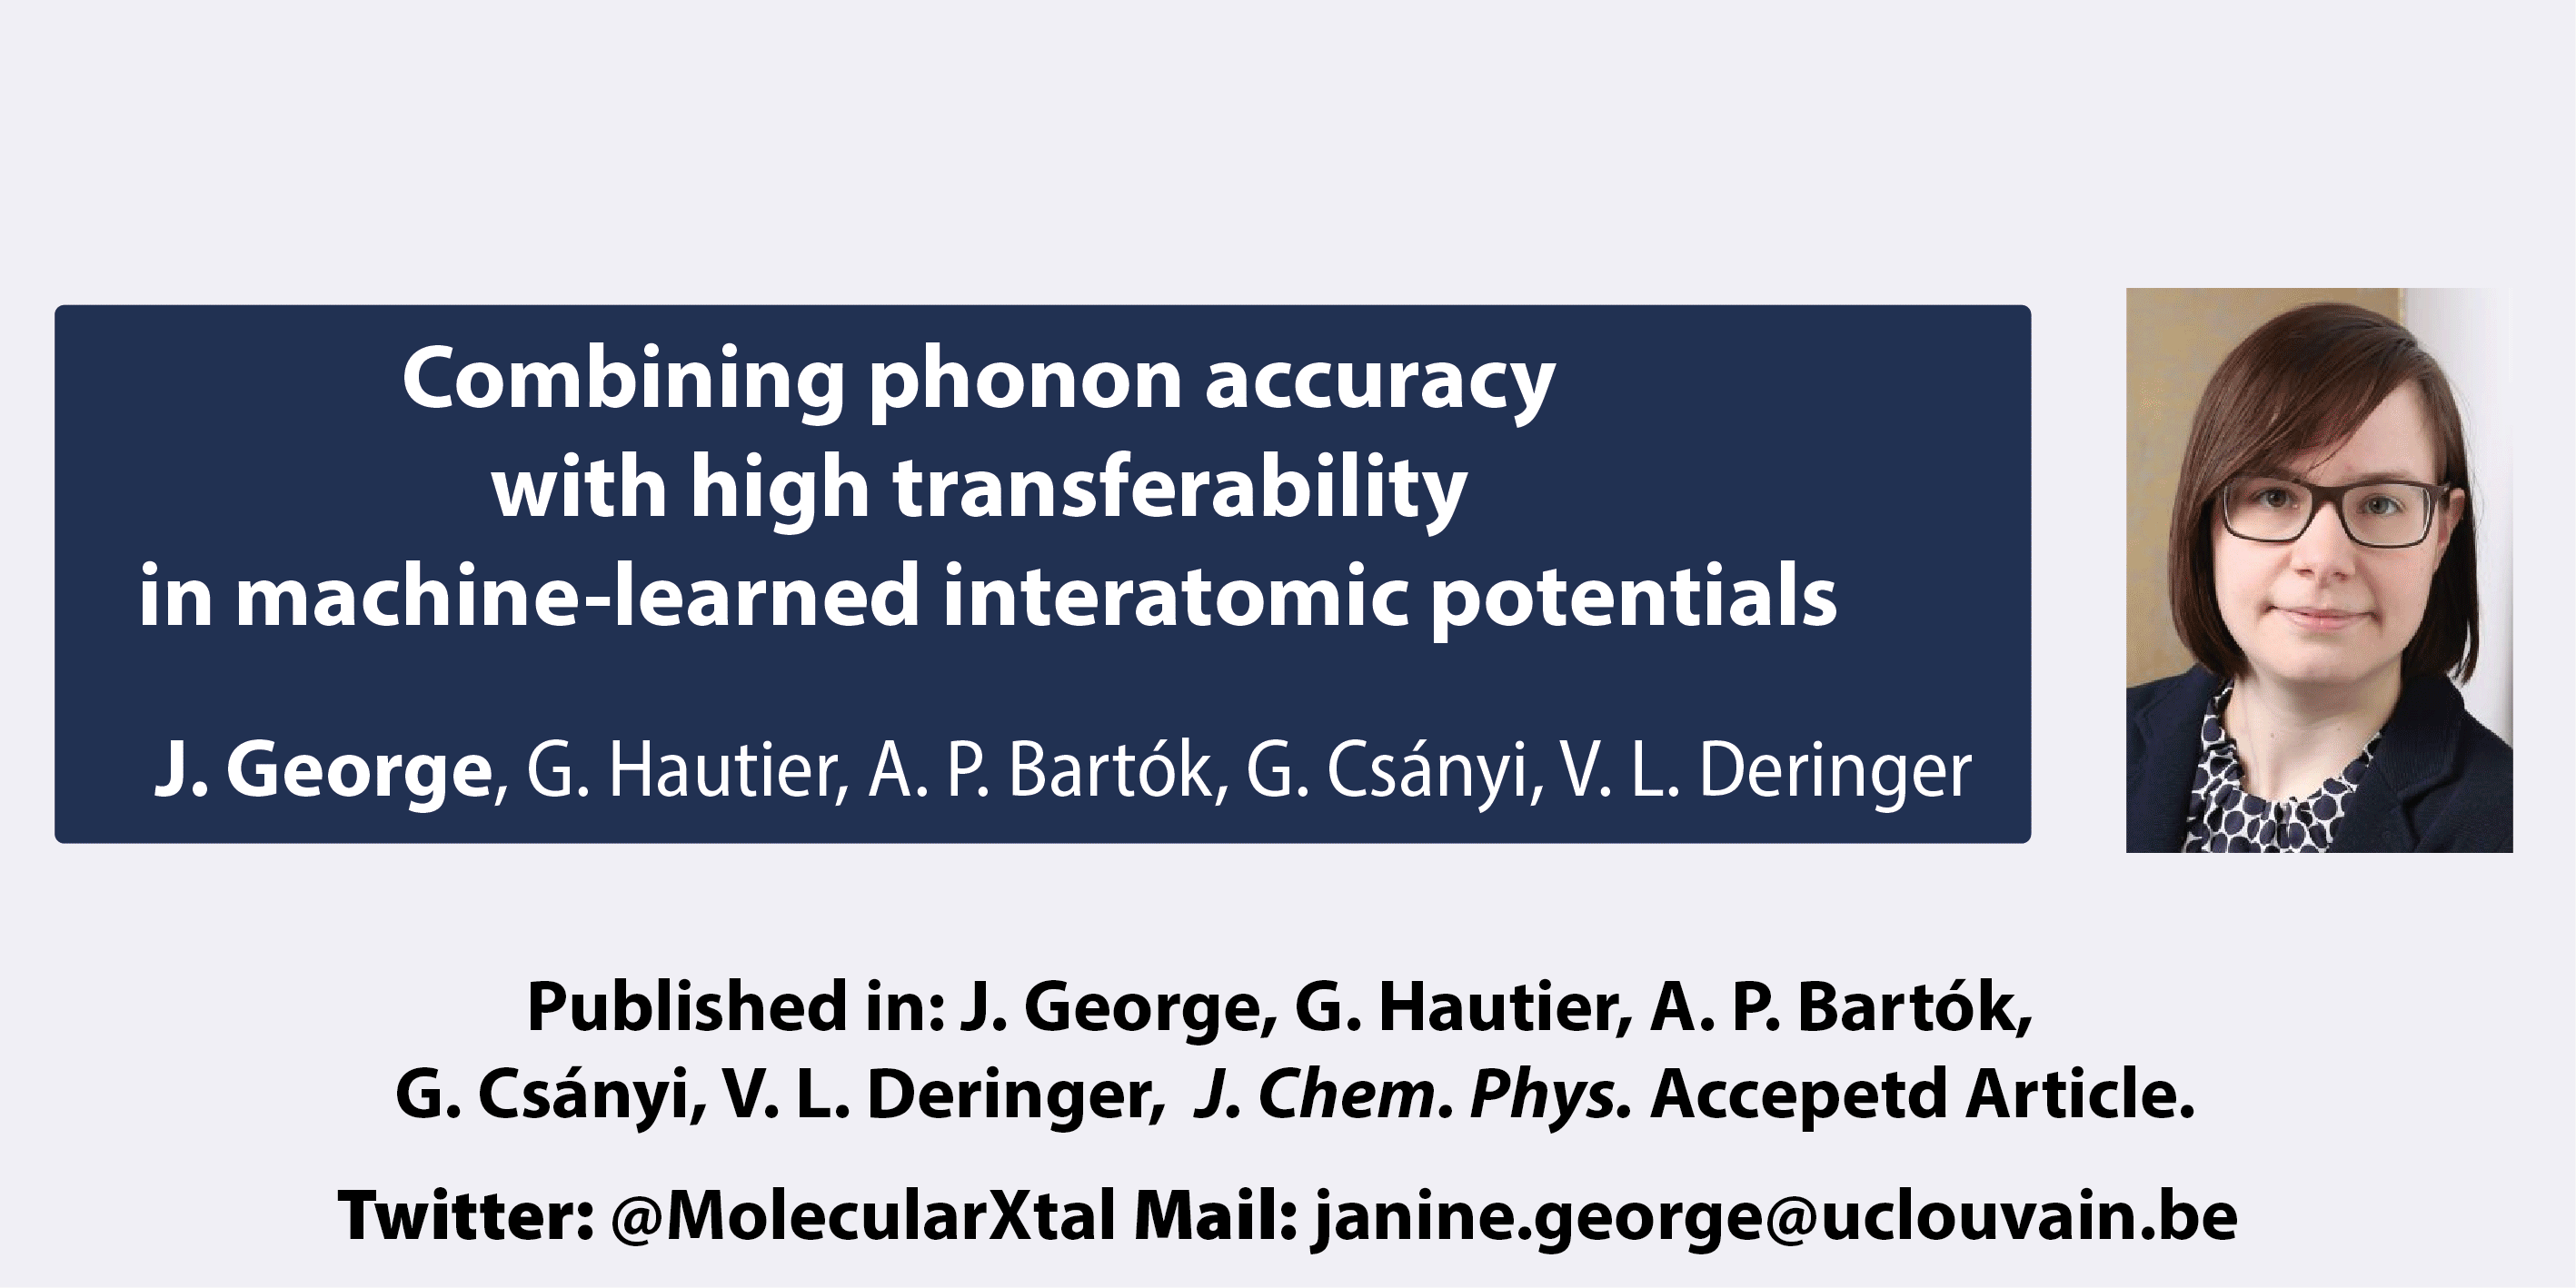 Combining phonon accuracy
with high transferability
in machine-learned interatomic potentials
J. George, G. Hautier, A. P. Bartók, G. Csányi, V. L. Deringer
Published in: J. George, G. Hautier, A. P. Bartók,
G. Csányi, V. L. Deringer, J. Chem. Phys. Accepetd Article.
Twitter: @MolecularXtal Mail: janine.george@uclouvain.be